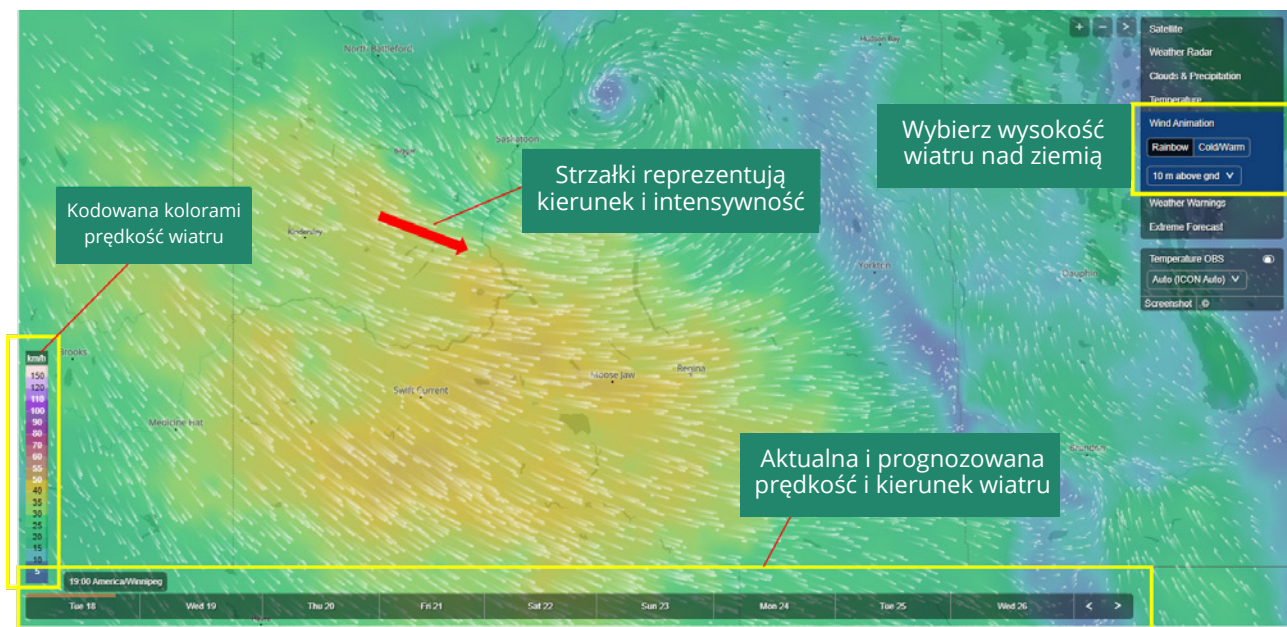 North Battleford
Hudson Bay
Saskatoon
Biggar
Kindersley
Yorkton
Dauphin
Brooks
Moose Jaw
Regina
Swift Current
Medicine Hat
Brandon
+ − >
Satellite
Weather Radar
Clouds & Precipitation
Temperature
Wind Animation
Rainbow Cold/Warm
10 m above gnd
Weather Warnings
Extreme Forecast
Temperature OBS
Auto (ICON Auto)
Screenshot
Wybierz wysokość
wiatru nad ziemią
Strzałki reprezentują
kierunek i intensywność
Kodowana kolorami
prędkość wiatru
Aktualna i prognozowana
prędkość i kierunek wiatru
km/h
150
120
110
100
90
80
70
60
55
50
40
35
30
25
20
15
10
5
19:00 America/Winnipeg
Tue 18 Wed 19 Thu 20 Fri 21 Sat 22 Sun 23 Mon 24 Tue 25 Wed 26 < >